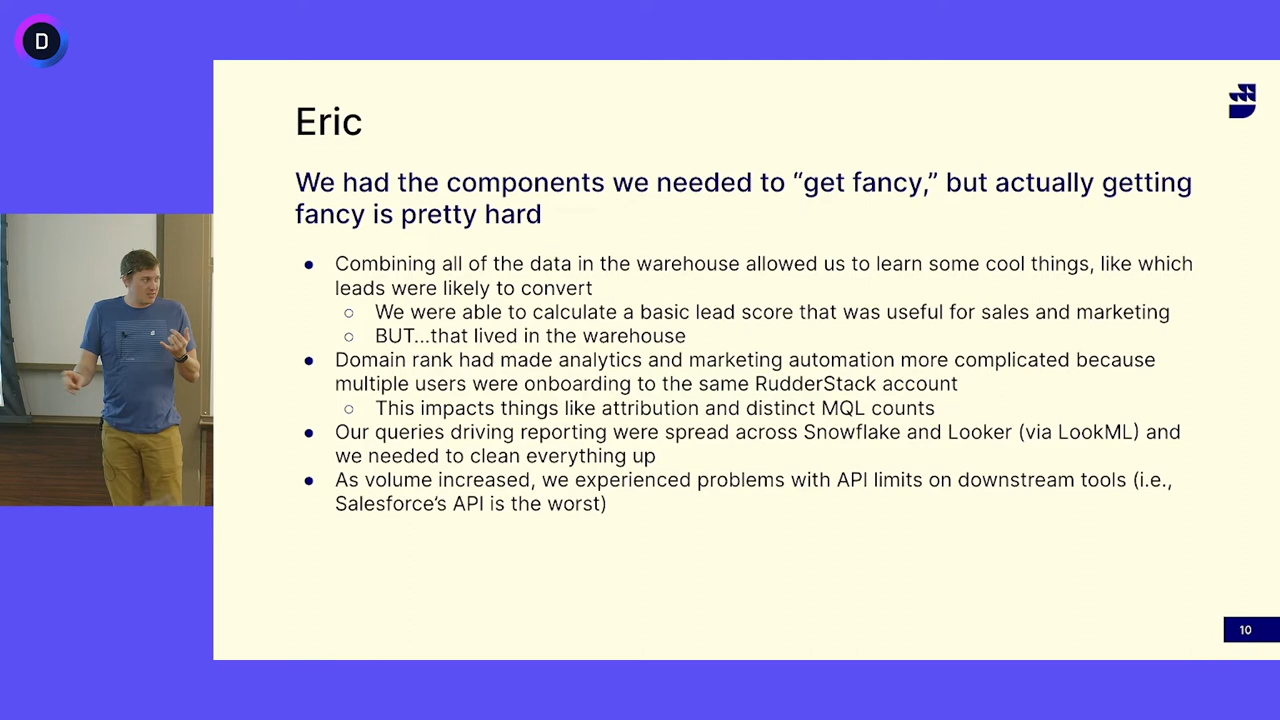 D
Eric
We had the components we needed to “get fancy,” but actually getting
fancy is pretty hard
● Combining all of the data in the warehouse allowed us to learn some cool things, like which
leads were likely to convert
○ We were able to calculate a basic lead score that was useful for sales and marketing
○ BUT...that lived in the warehouse
● Domain rank had made analytics and marketing automation more complicated because
multiple users were onboarding to the same RudderStack account
○ This impacts things like attribution and distinct MQL counts
● Our queries driving reporting were spread across Snowflake and Looker (via LookML) and
we needed to clean everything up
● As volume increased, we experienced problems with API limits on downstream tools (i.e.,
Salesforce’s API is the worst)
10